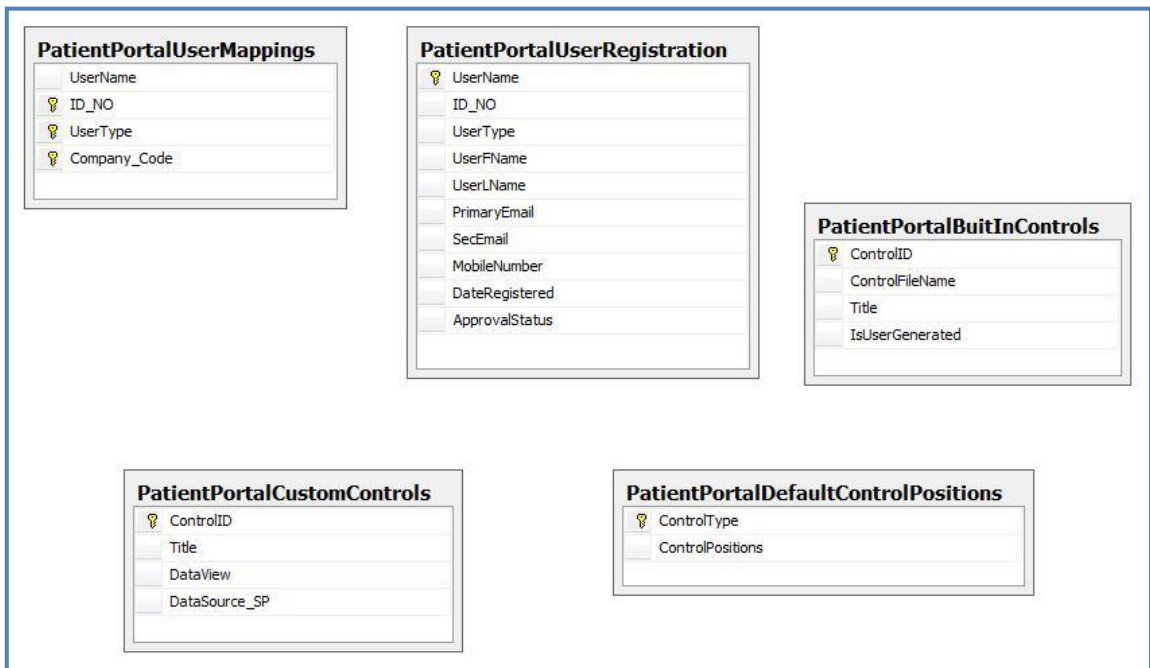 PatientPortalUserMappings
UserName
ID_NO
UserType
Company_Code
PatientPortalUserRegistration
UserName
ID_NO
UserType
UserFName
UserLName
PrimaryEmail
SecEmail
MobileNumber
DateRegistered
ApprovalStatus
PatientPortalBuitInControls
ControlID
ControlFileName
Title
IsUserGenerated
PatientPortalCustomControls
ControlID
Title
DataView
DataSource_SP
PatientPortalDefaultControlPositions
ControlType
ControlPositions